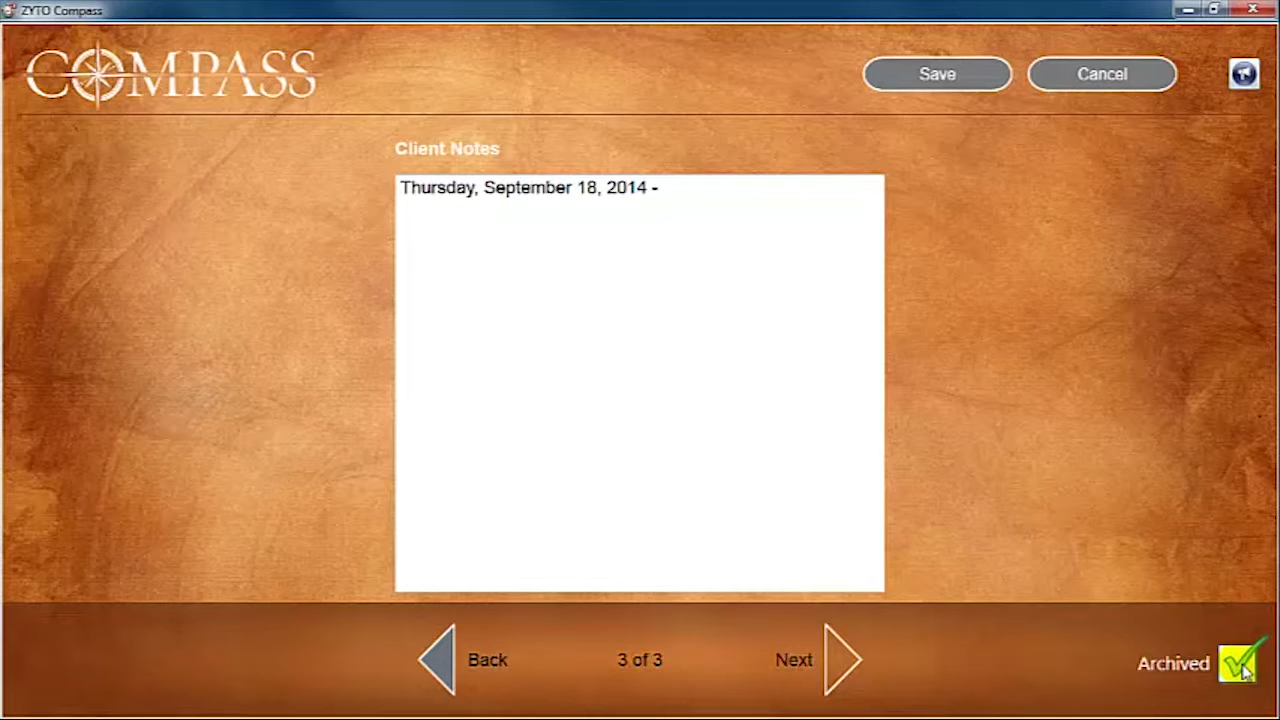 ZYTO Compass
COMPASS
Save
Cancel
Client Notes
Thursday, September 18, 2014 -
Back
3 of 3
Next
Archived